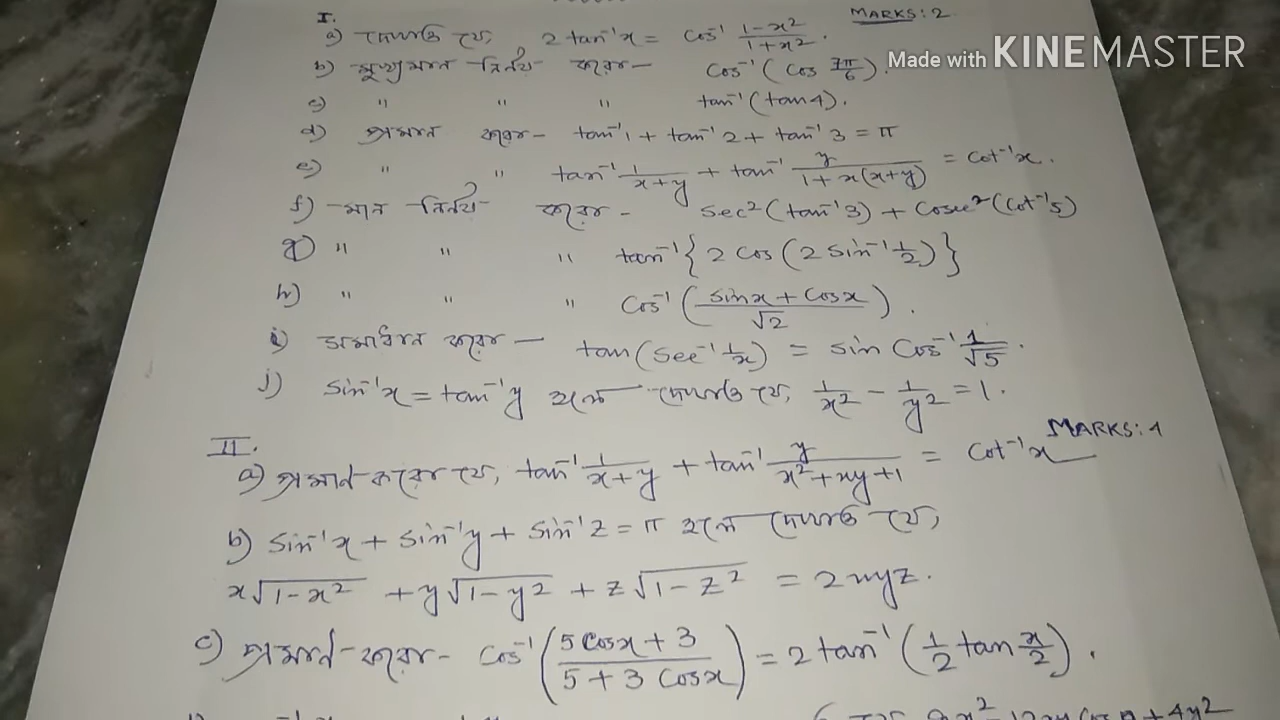 I. MARKS: 2
a) দেখাও যে, 2 tan⁻¹x = cos⁻¹ (1-x²)/(1+x²).
Made with KINEMASTER
b) মুখ্যমান নির্ণয় করো- cos⁻¹(cos 7π/6).
c) " " " tan⁻¹(tan 4).
d) প্রমান করো- tan⁻¹1 + tan⁻¹2 + tan⁻¹3 = π
e) " " tan⁻¹ 1/(x+y) + tan⁻¹ y/(1+x(x+y)) = cot⁻¹x.
f) মান নির্ণয় করো- sec²(tan⁻¹3) + cosec²(cot⁻¹5)
g) " " " tan⁻¹{2 cos(2 sin⁻¹ 1/2)}
h) " " " cos⁻¹((sinx + cosx)/√2).
i) সমাধান করো- tan(sec⁻¹ 1/x) = sin cos⁻¹ 1/√5.
j) sin⁻¹x = tan⁻¹y হলে দেখাও যে, 1/x² - 1/y² = 1.
II. MARKS: 4
a) প্রমান করো যে, tan⁻¹ 1/(x+y) + tan⁻¹ y/(x²+xy+1) = cot⁻¹x
b) sin⁻¹x + sin⁻¹y + sin⁻¹z = π হলে দেখাও যে,
x√(1-x²) + y√(1-y²) + z√(1-z²) = 2xyz.
c) প্রমান করো- cos⁻¹((5cosx + 3)/(5 + 3 cosx)) = 2 tan⁻¹(1/2 tan x/2).